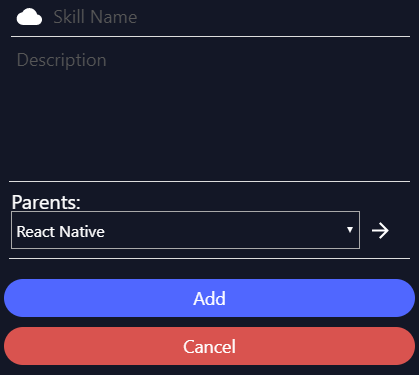 Skill Name
Description
Parents:
React Native
Add
Cancel